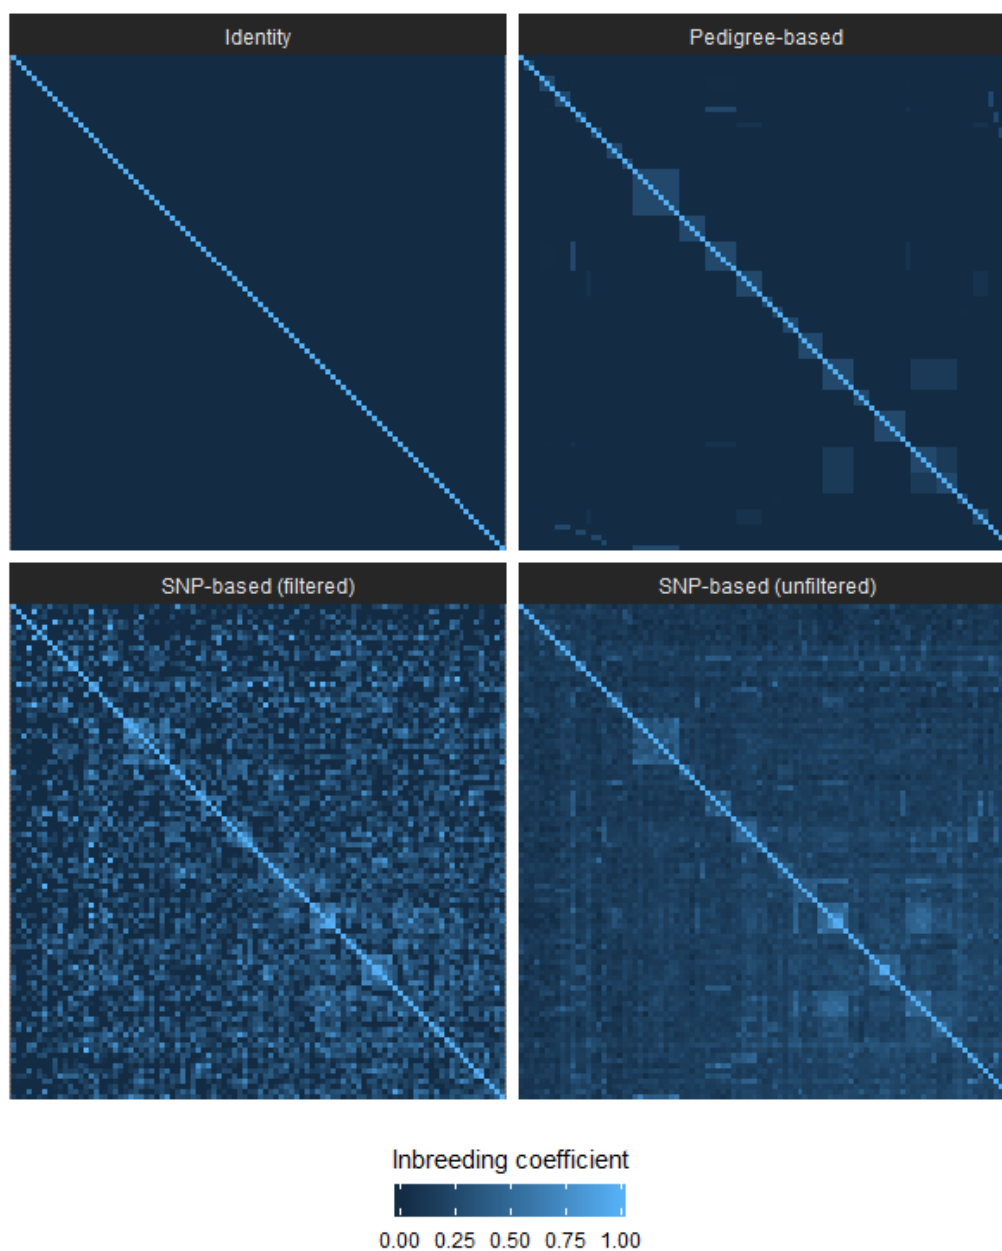 Identity
Pedigree-based
SNP-based (filtered)
SNP-based (unfiltered)
Inbreeding coefficient
0.00 0.25 0.50 0.75 1.00